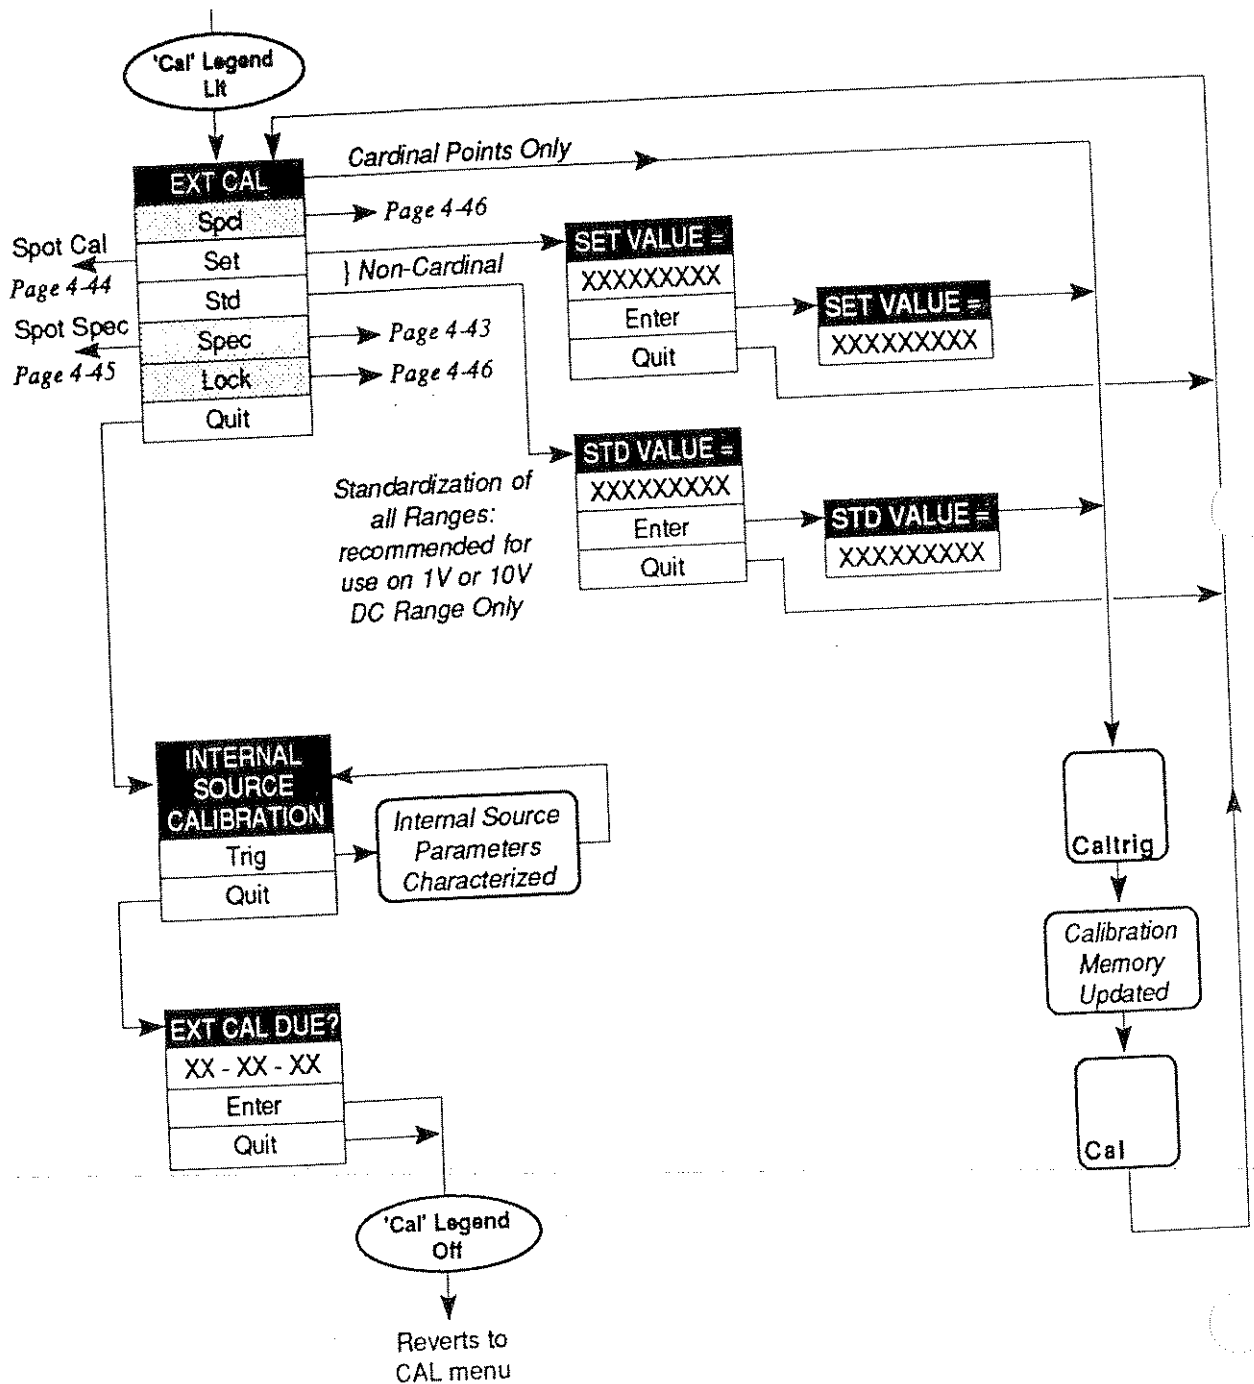 'Cal' Legend
Lit
EXT CAL
Spcl
Set
Std
Spec
Lock
Quit
Cardinal Points Only
Page 4-46
} Non-Cardinal
Page 4-43
Page 4-46
Spot Cal
Page 4-44
Spot Spec
Page 4-45
SET VALUE =
XXXXXXXXX
Enter
Quit
SET VALUE =
XXXXXXXXX
STD VALUE =
XXXXXXXXX
Enter
Quit
STD VALUE =
XXXXXXXXX
Standardization of
all Ranges:
recommended for
use on 1V or 10V
DC Range Only
INTERNAL
SOURCE
CALIBRATION
Trig
Quit
Internal Source
Parameters
Characterized
Caltrig
Calibration
Memory
Updated
Cal
EXT CAL DUE?
XX - XX - XX
Enter
Quit
'Cal' Legend
Off
Reverts to
CAL menu